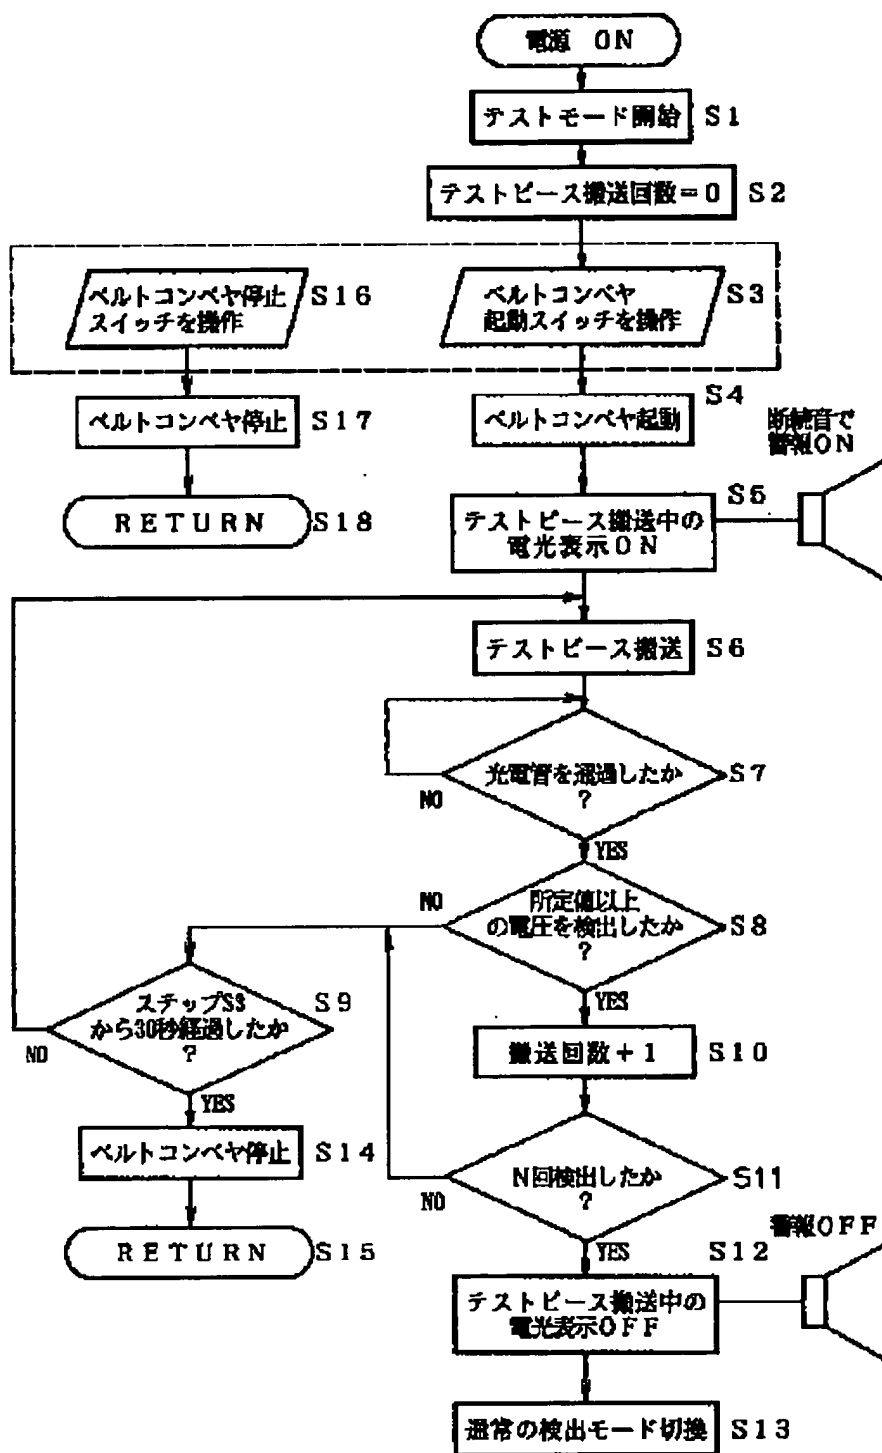 電源 ON
テストモード開始 S1
テストピース搬送回数=0 S2
ベルトコンベヤ停止
スイッチを操作
S16
ベルトコンベヤ
起動スイッチを操作
S3
ベルトコンベヤ停止 S17
RETURN S18
ベルトコンベヤ起動
S4
断続音で
警報ON
テストピース搬送中の
電光表示ON
S5
テストピース搬送 S6
光電管を通過したか
?
S7
NO
YES
所定値以上
の電圧を検出したか
?
S8
NO
YES
ステップS3
から30秒経過したか
?
S9
NO
YES
搬送回数+1 S10
N回検出したか
?
S11
NO
YES
ベルトコンベヤ停止 S14
RETURN S15
警報OFF
テストピース搬送中の
電光表示OFF
S12
通常の検出モード切換 S13